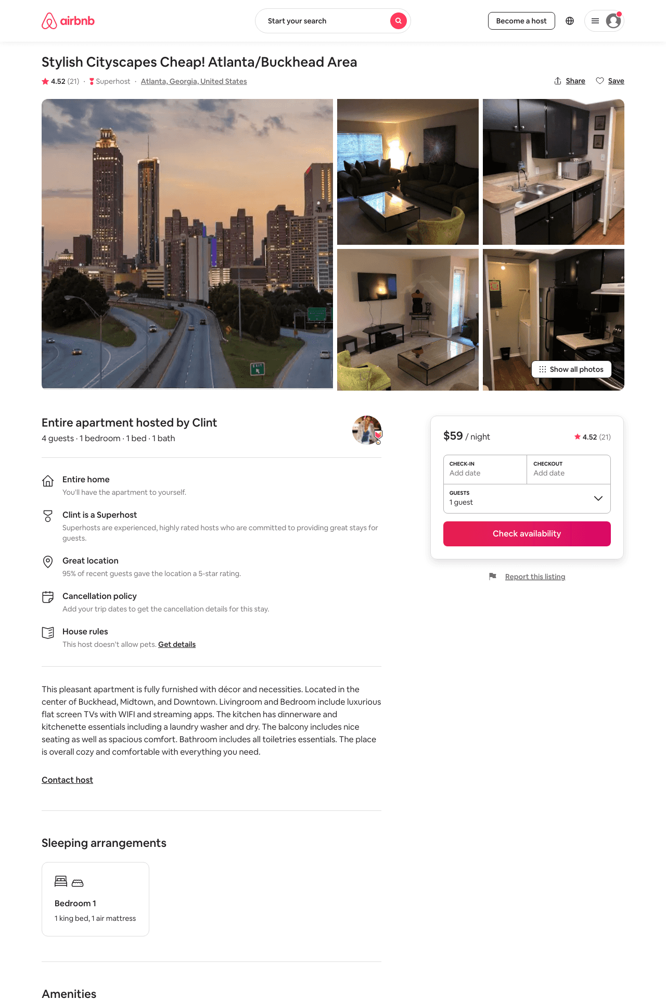 airbnb
Start your search
Become a host
Stylish Cityscapes Cheap! Atlanta/Buckhead Area
4.52 (21) · Superhost · Atlanta, Georgia, United States
Share
Save
EXIT
Show all photos
Entire apartment hosted by Clint
4 guests · 1 bedroom · 1 bed · 1 bath
Entire home
You’ll have the apartment to yourself.
Clint is a Superhost
Superhosts are experienced, highly rated hosts who are committed to providing great stays for
guests.
Great location
95% of recent guests gave the location a 5-star rating.
Cancellation policy
Add your trip dates to get the cancellation details for this stay.
House rules
This host doesn’t allow pets. Get details
$59 / night
4.52 (21)
CHECK-IN
Add date
CHECKOUT
Add date
GUESTS
1 guest
Check availability
Report this listing
This pleasant apartment is fully furnished with décor and necessities. Located in the
center of Buckhead, Midtown, and Downtown. Livingroom and Bedroom include luxurious
flat screen TVs with WIFI and streaming apps. The kitchen has dinnerware and
kitchenette essentials including a laundry washer and dry. The balcony includes nice
seating as well as spacious comfort. Bathroom includes all toiletries essentials. The place
is overall cozy and comfortable with everything you need.
Contact host
Sleeping arrangements
Bedroom 1
1 king bed, 1 air mattress
Amenities